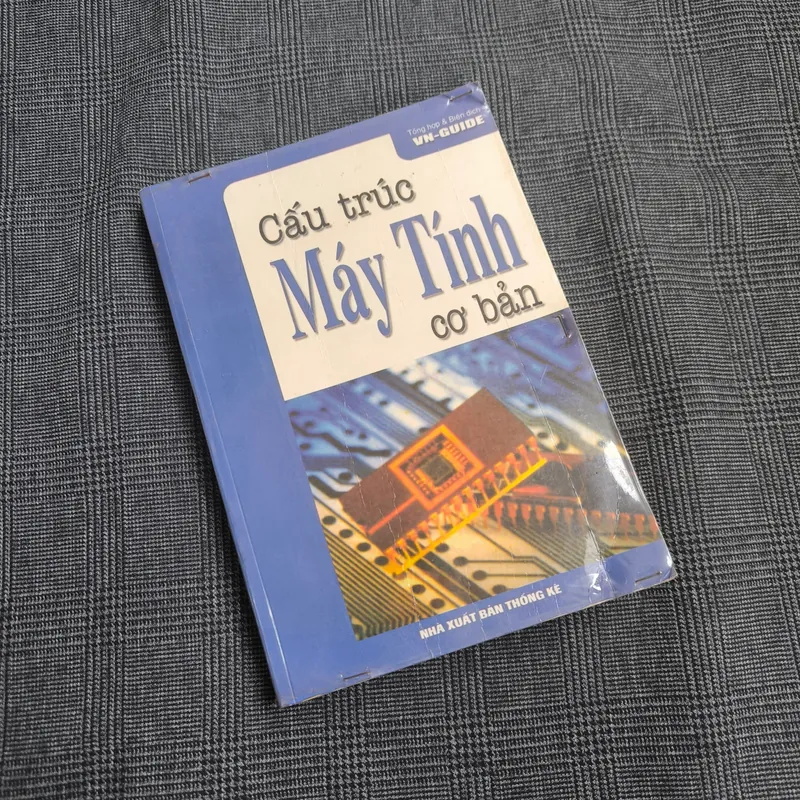 Tổng hợp & Biên dịch
VN-GUIDE
Cấu trúc
Máy Tính
cơ bản
NHÀ XUẤT BẢN THỐNG KÊ